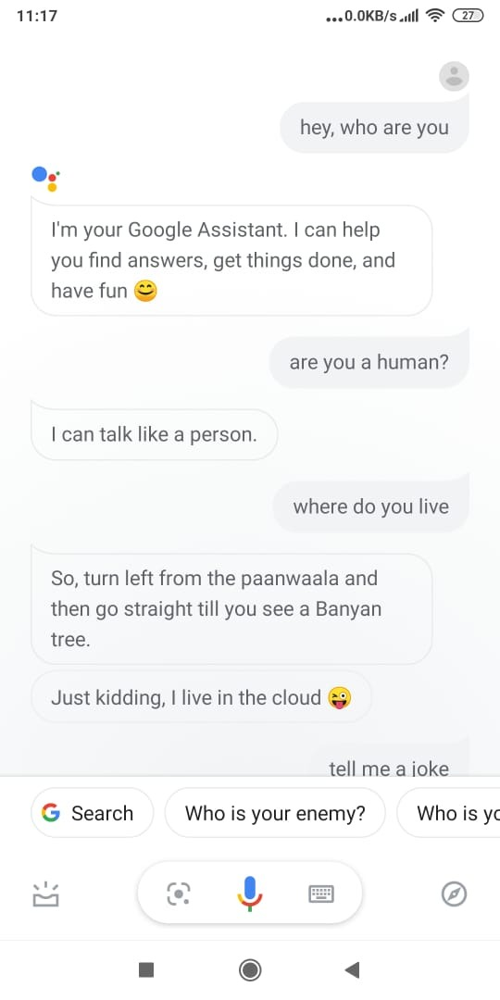 11:17
...0.0KB/s
27
hey, who are you
I'm your Google Assistant. I can help
you find answers, get things done, and
have fun 😊
are you a human?
I can talk like a person.
where do you live
So, turn left from the paanwaala and
then go straight till you see a Banyan
tree.
Just kidding, I live in the cloud 😜
tell me a joke
G Search
Who is your enemy?
Who is yo